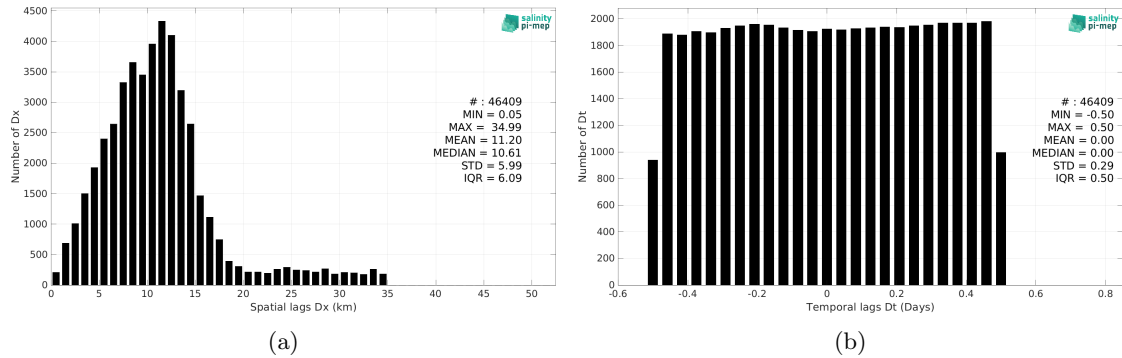 4500
4000
3500
3000
2500
2000
1500
1000
500
0
Number of Dx
salinity
pi-mep
# : 46409
MIN = 0.05
MAX = 34.99
MEAN = 11.20
MEDIAN = 10.61
STD = 5.99
IQR = 6.09
0 5 10 15 20 25 30 35 40 45 50
Spatial lags Dx (km)
(a)
2000
1800
1600
1400
1200
1000
800
600
400
200
0
Number of Dt
salinity
pi-mep
# : 46409
MIN = -0.50
MAX = 0.50
MEAN = 0.00
MEDIAN = 0.00
STD = 0.29
IQR = 0.50
-0.6 -0.4 -0.2 0 0.2 0.4 0.6 0.8
Temporal lags Dt (Days)
(b)